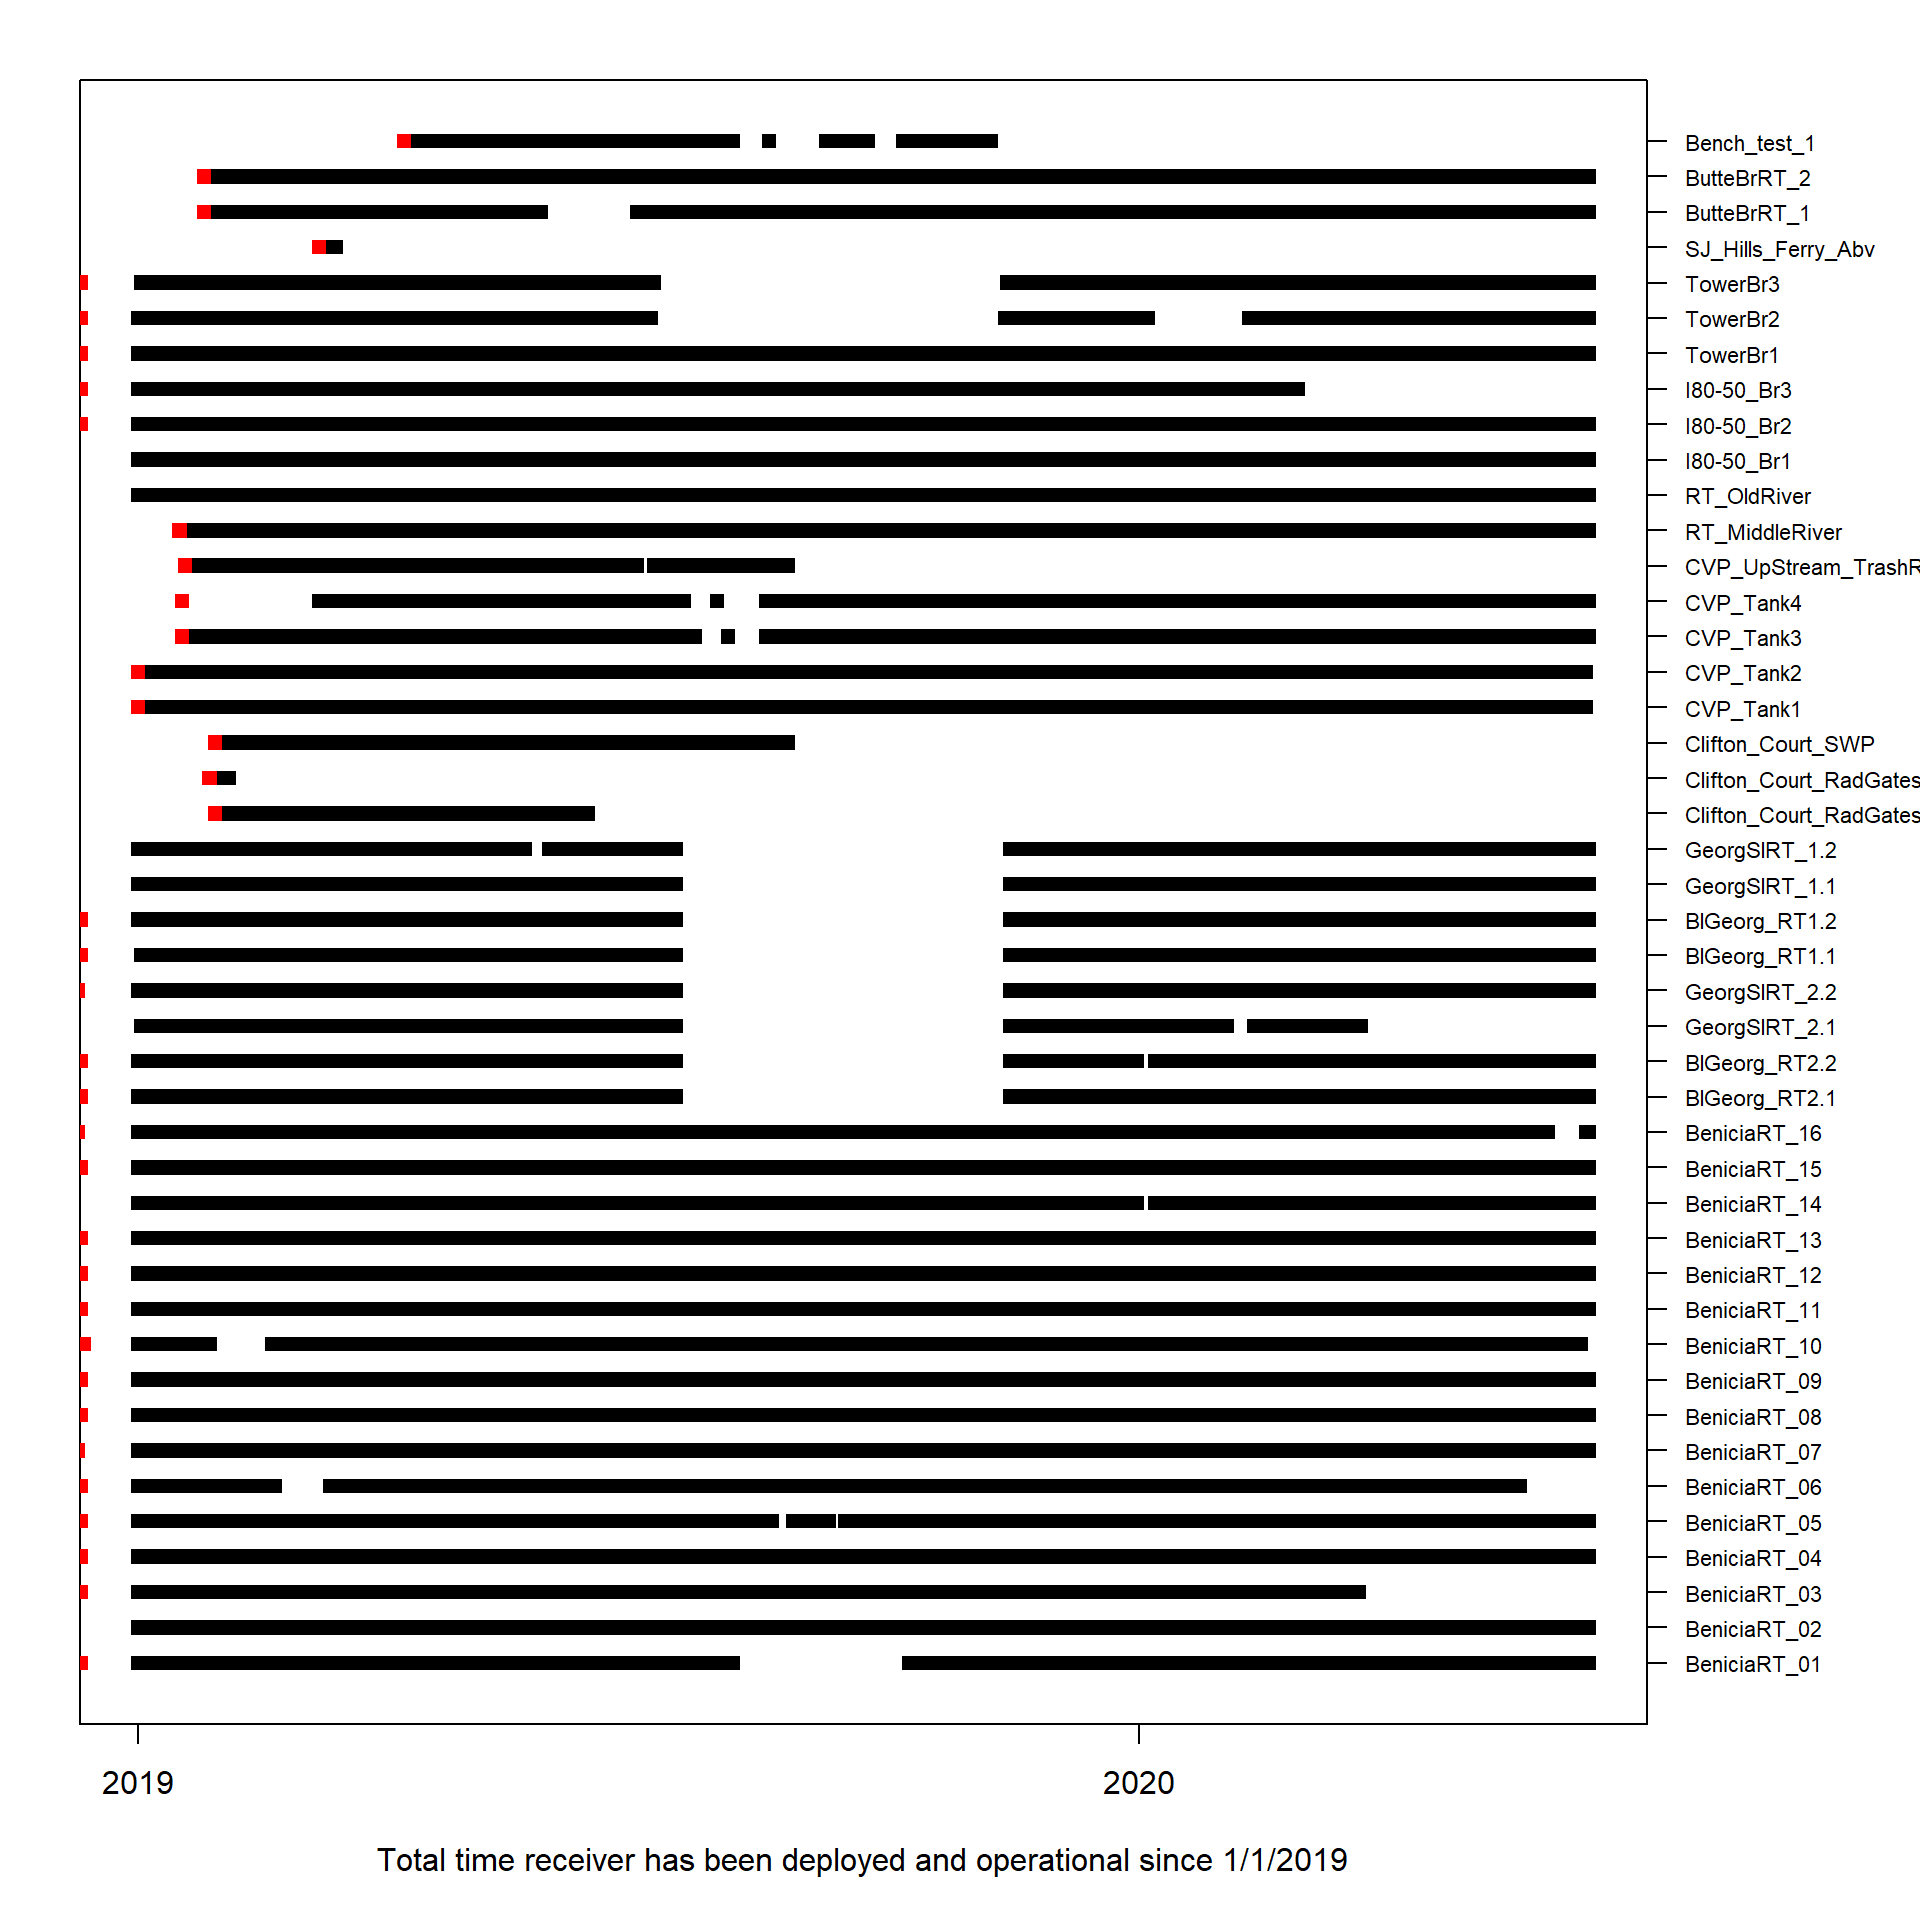 Bench_test_1
ButteBrRT_2
ButteBrRT_1
SJ_Hills_Ferry_Abv
TowerBr3
TowerBr2
TowerBr1
I80-50_Br3
I80-50_Br2
I80-50_Br1
RT_OldRiver
RT_MiddleRiver
CVP_UpStream_TrashR
CVP_Tank4
CVP_Tank3
CVP_Tank2
CVP_Tank1
Clifton_Court_SWP
Clifton_Court_RadGates
Clifton_Court_RadGates
GeorgSlRT_1.2
GeorgSlRT_1.1
BlGeorg_RT1.2
BlGeorg_RT1.1
GeorgSlRT_2.2
GeorgSlRT_2.1
BlGeorg_RT2.2
BlGeorg_RT2.1
BeniciaRT_16
BeniciaRT_15
BeniciaRT_14
BeniciaRT_13
BeniciaRT_12
BeniciaRT_11
BeniciaRT_10
BeniciaRT_09
BeniciaRT_08
BeniciaRT_07
BeniciaRT_06
BeniciaRT_05
BeniciaRT_04
BeniciaRT_03
BeniciaRT_02
BeniciaRT_01
2019 2020
Total time receiver has been deployed and operational since 1/1/2019